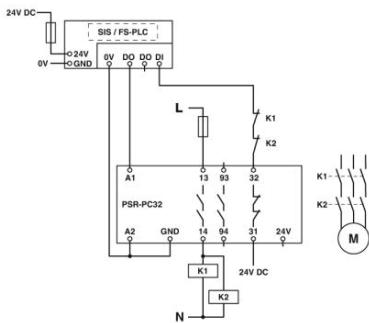 24V DC
SIS / FS-PLC
24V
0V GND
0V DO DO DI
K1
L
K2
A1 13 93 32
K1
PSR-PC32
K2
A2 GND 14 94 31 24V
M
K1
24V DC
K2
N